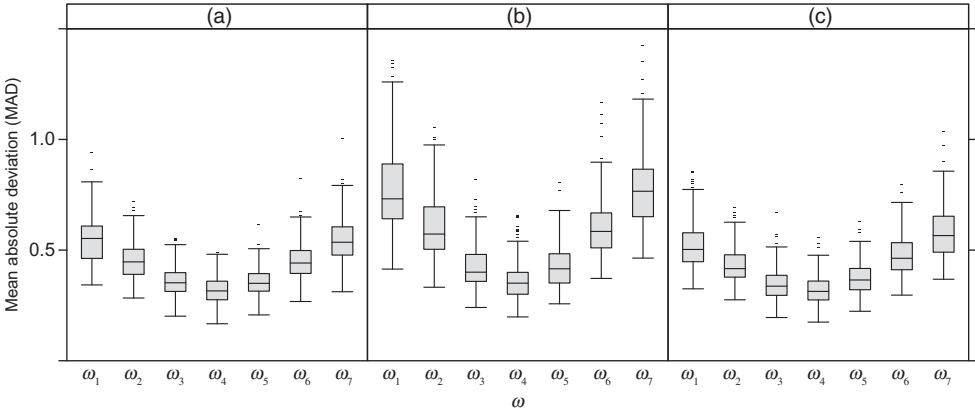 (a) (b) (c)
Mean absolute deviation (MAD)
1.0
0.5
ω1 ω2 ω3 ω4 ω5 ω6 ω7 ω1 ω2 ω3 ω4 ω5 ω6 ω7 ω1 ω2 ω3 ω4 ω5 ω6 ω7
ω